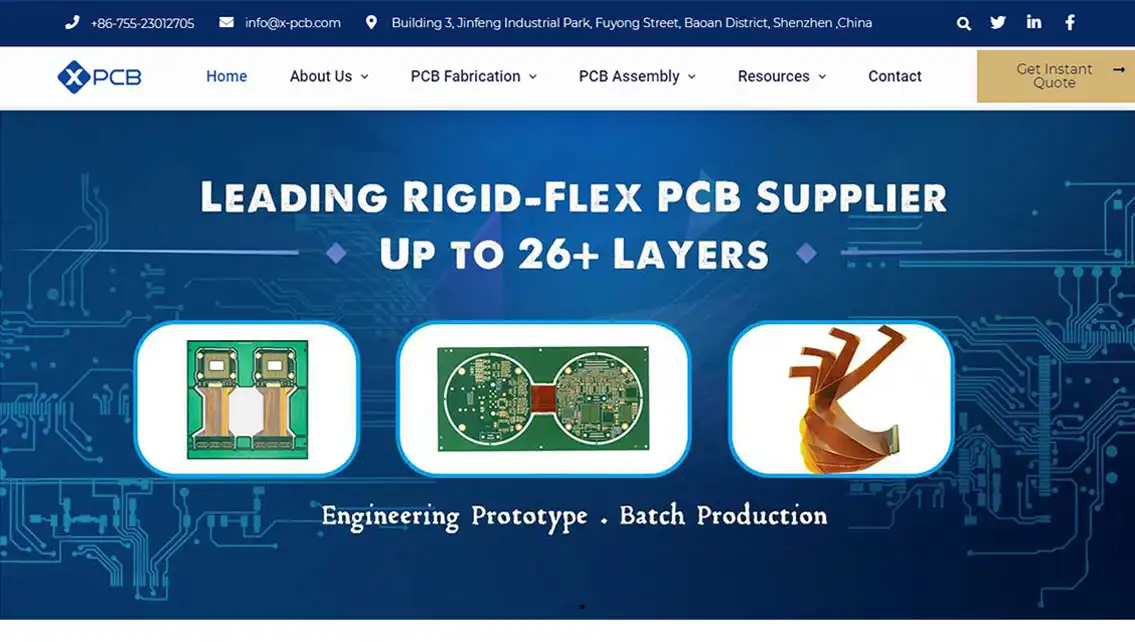 +86-755-23012705 info@x-pcb.com Building 3, Jinfeng Industrial Park, Fuyong Street, Baoan District, Shenzhen ,China
XPCB Home About Us PCB Fabrication PCB Assembly Resources Contact Get Instant
Quote
LEADING RIGID-FLEX PCB SUPPLIER
UP TO 26+ LAYERS
Engineering Prototype . Batch Production